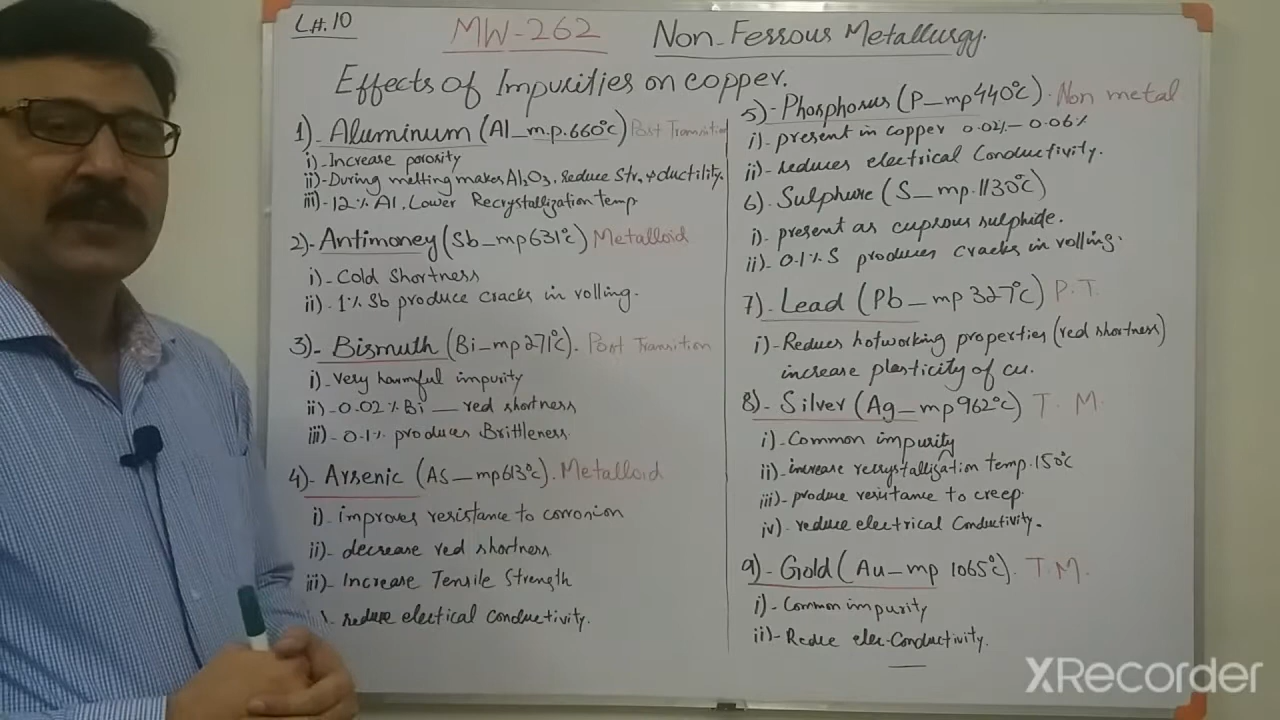 L#.10
MW-262 Non-Ferrous Metallurgy.
Effects of Impurities on copper.
1)- Aluminum (Al_m.p.660°c) Post Transition
i)-Increase porosity
ii)-During melting makes Al2O3. reduce Str. & ductility.
iii)-12% Al. Lower Recrystallization temp.
2)- Antimoney (Sb_mp631°c) Metalloid
i)-Cold Shortness
ii)-1% Sb produce cracks in rolling.
3)- Bismuth (Bi_mp271°c). Post Transition
i)-Very harmful impurity
ii)-0.02%Bi — red shortness
iii)-0.1% produces Brittleness.
4)- Arsenic (AS_mp613°c). Metalloid
i)-improves resistance to corrosion
ii)-decrease red shortness
iii)-Increase Tensile Strength
reduce electical conductivity.
5)-Phosphorus (P_mp440°c). Non metal
i)-present in copper 0.02%-0.06%
ii)-reduces electrical Conductivity.
6)-Sulphure (S_mp.1130°c)
i)-present as cuprous sulphide.
ii)-0.1%S produces cracks in rolling.
7)-Lead (Pb_mp 327°c) P.T.
i)-Reduces hotworking properties (red shortness)
increase plasticity of cu.
8)-Silver (Ag_mp962°c) T.M.
i)-Common impurity
ii)-increase recrystallisation temp.150°c
iii)-produce resistance to creep.
iv)-reduce electrical Conductivity.
9)-Gold (Au_mp 1065°c). T.M.
i)-Common impurity
ii)-Redce elec-Conductivity.
XRecorder